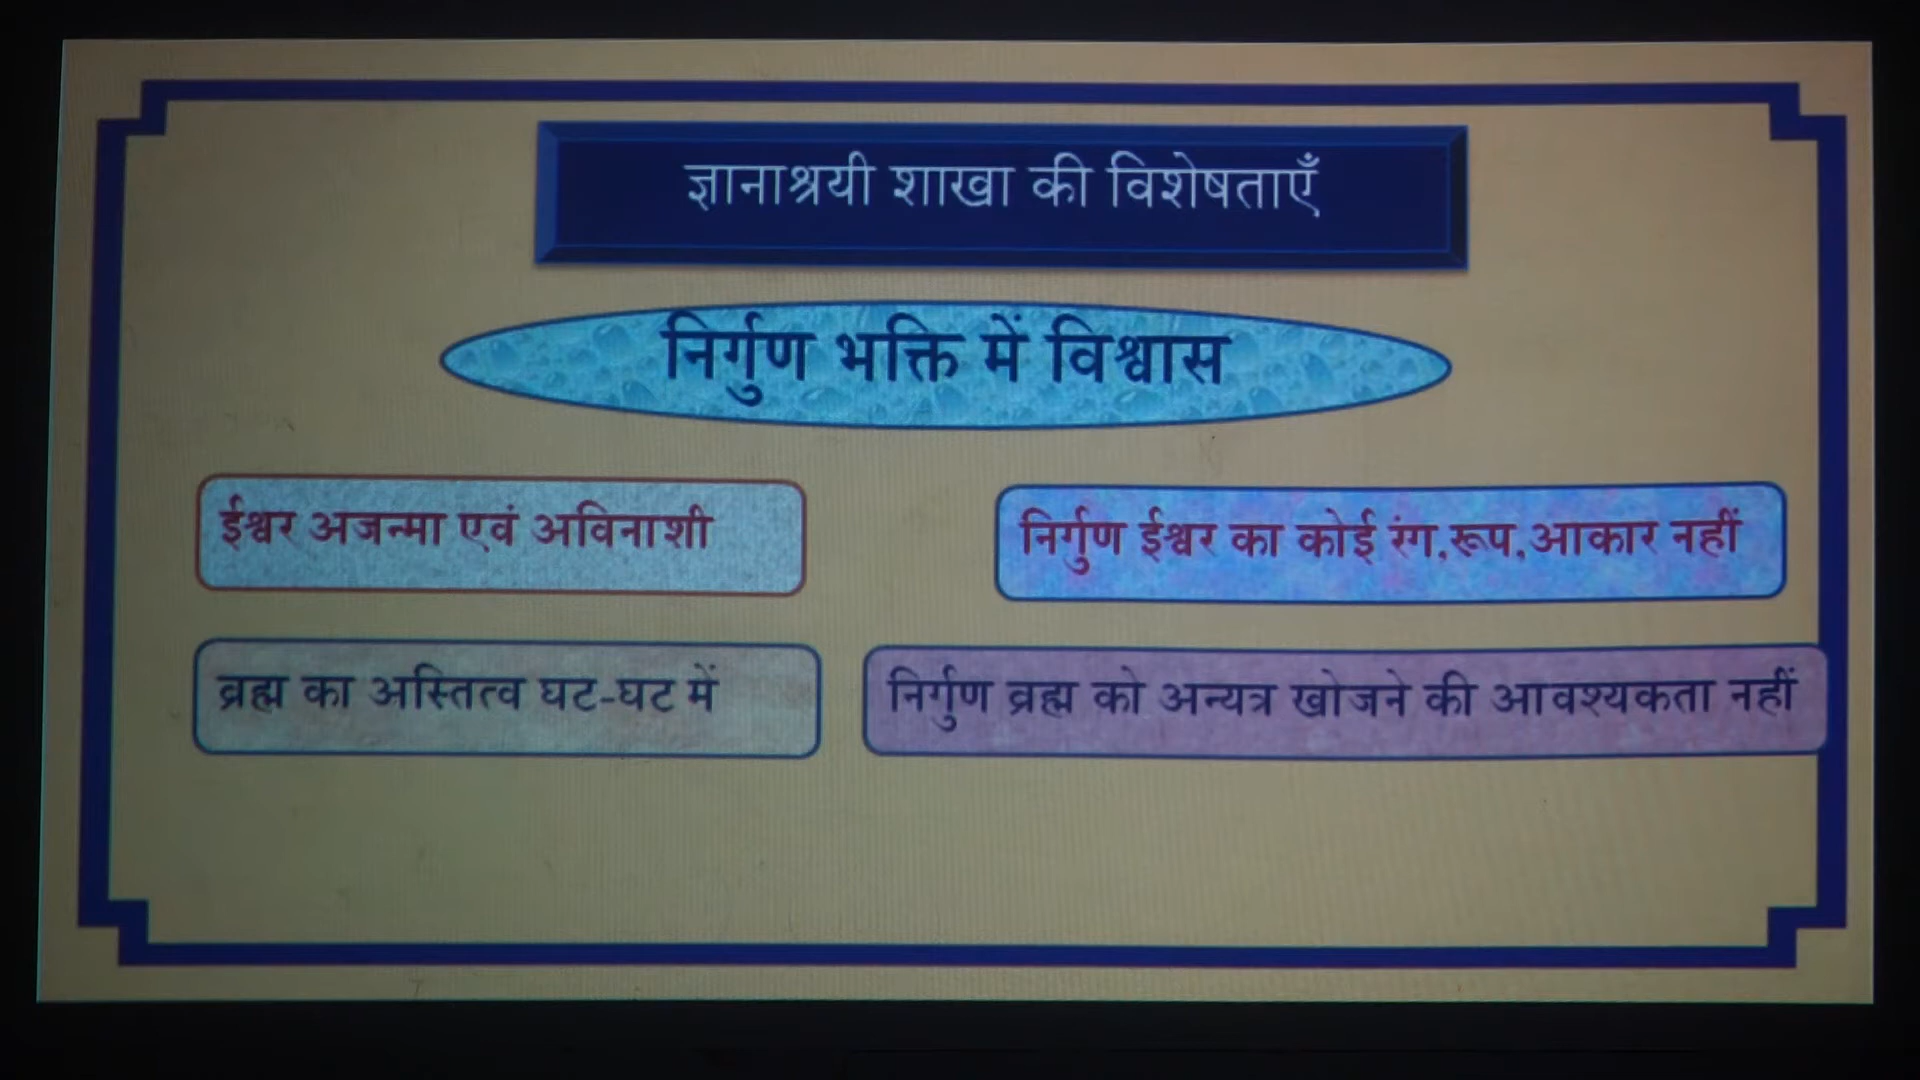 ज्ञानाश्रयी शाखा की विशेषताएँ
निर्गुण भक्ति में विश्वास
ईश्वर अजन्मा एवं अविनाशी
निर्गुण ईश्वर का कोई रंग,रूप,आकार नहीं
ब्रह्म का अस्तित्व घट-घट में
निर्गुण ब्रह्म को अन्यत्र खोजने की आवश्यकता नहीं